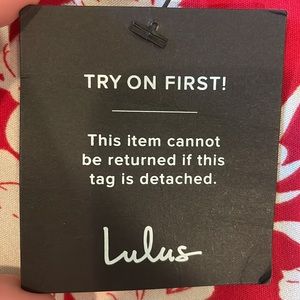 TRY ON FIRST!
This item cannot
be returned if this
tag is detached.
Lulus